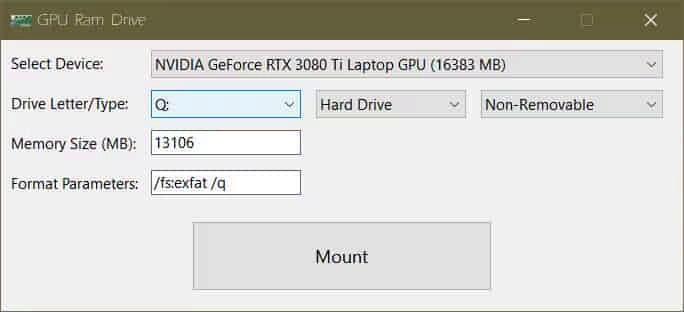 GPU Ram Drive
Select Device: NVIDIA GeForce RTX 3080 Ti Laptop GPU (16383 MB)
Drive Letter/Type: Q: Hard Drive Non-Removable
Memory Size (MB): 13106
Format Parameters: /fs:exfat /q
Mount